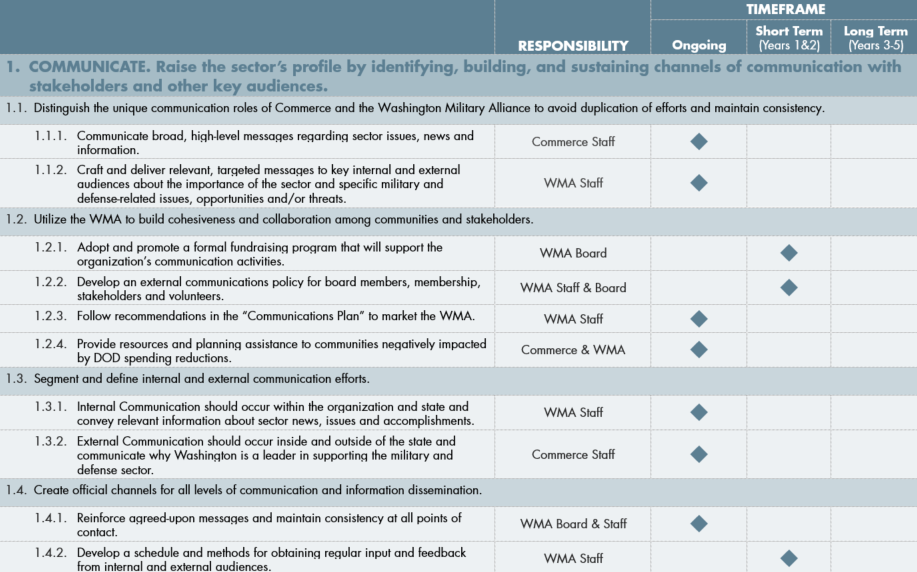 TIMEFRAME
RESPONSIBILITY
Ongoing
Short Term
(Years 1&2)
Long Term
(Years 3-5)
1. COMMUNICATE. Raise the sector's profile by identifying, building, and sustaining channels of communication with
stakeholders and other key audiences.
1.1. Distinguish the unique communication roles of Commerce and the Washington Military Alliance to avoid duplication of efforts and maintain consistency.
1.1.1. Communicate broad, high-level messages regarding sector issues, news and
information.
Commerce Staff
1.1.2. Craft and deliver relevant, targeted messages to key internal and external
audiences about the importance of the sector and specific military and
defense-related issues, opportunities and/or threats.
WMA Staff
1.2. Utilize the WMA to build cohesiveness and collaboration among communities and stakeholders.
1.2.1. Adopt and promote a formal fundraising program that will support the
organization's communication activities.
WMA Board
1.2.2. Develop an external communications policy for board members, membership,
stakeholders and volunteers.
WMA Staff & Board
1.2.3. Follow recommendations in the "Communications Plan" to market the WMA.
WMA Staff
1.2.4. Provide resources and planning assistance to communities negatively impacted
by DOD spending reductions.
Commerce & WMA
1.3. Segment and define internal and external communication efforts.
1.3.1. Internal Communication should occur within the organization and state and
convey relevant information about sector news, issues and accomplishments.
WMA Staff
1.3.2. External Communication should occur inside and outside of the state and
communicate why Washington is a leader in supporting the military and
defense sector.
Commerce Staff
1.4. Create official channels for all levels of communication and information dissemination.
1.4.1. Reinforce agreed-upon messages and maintain consistency at all points of
contact.
WMA Board & Staff
1.4.2. Develop a schedule and methods for obtaining regular input and feedback
from internal and external audiences.
WMA Staff